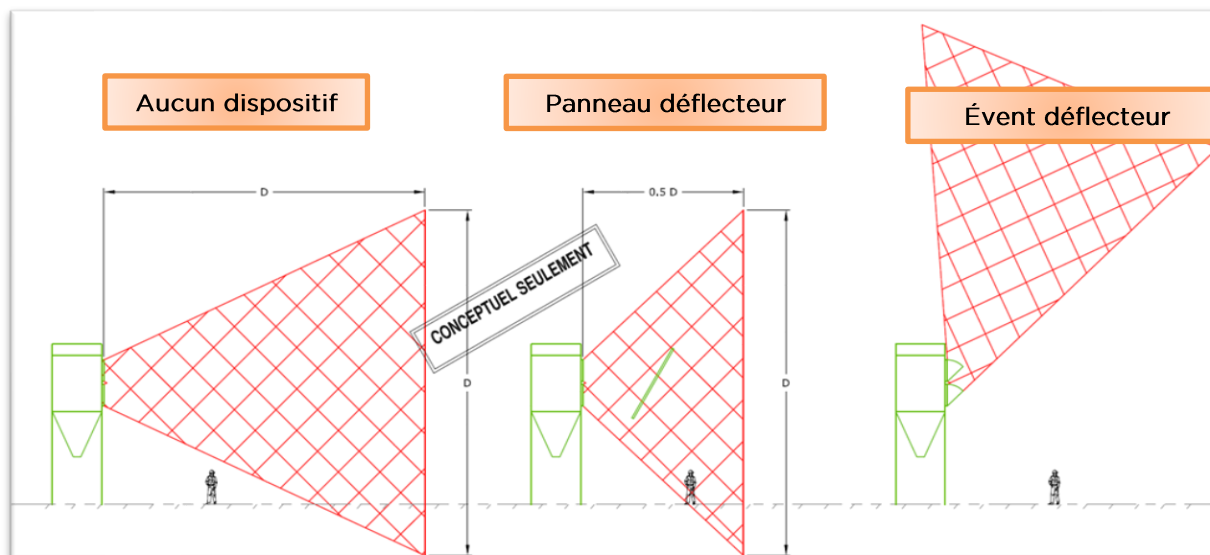 Aucun dispositif
Panneau déflecteur
Évent déflecteur
D
0.5 D
CONCEPTUEL SEULEMENT
D
D